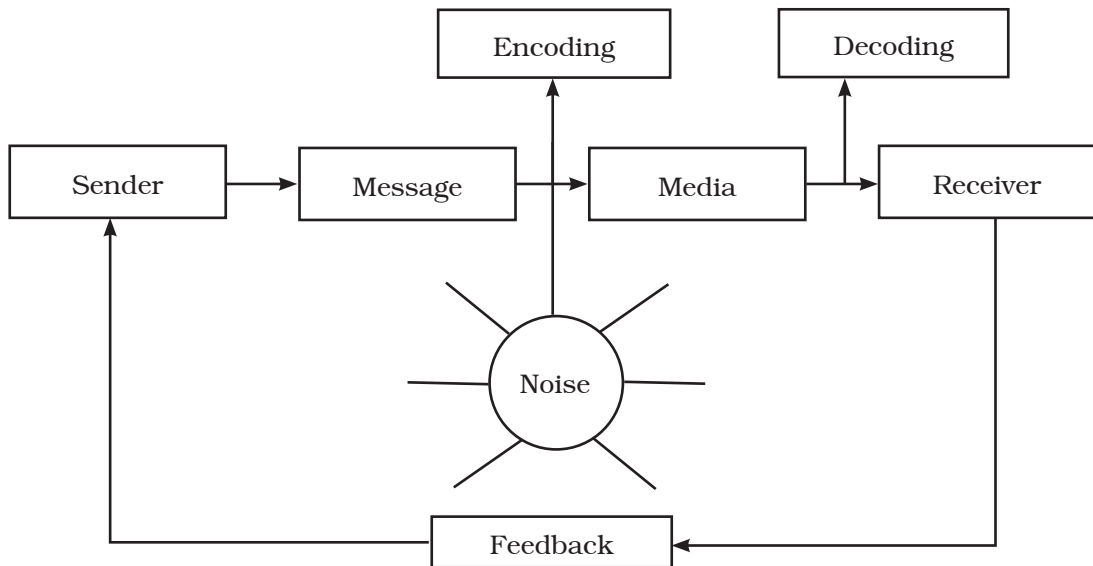 Encoding
Decoding
Sender
Message
Media
Receiver
Noise
Feedback